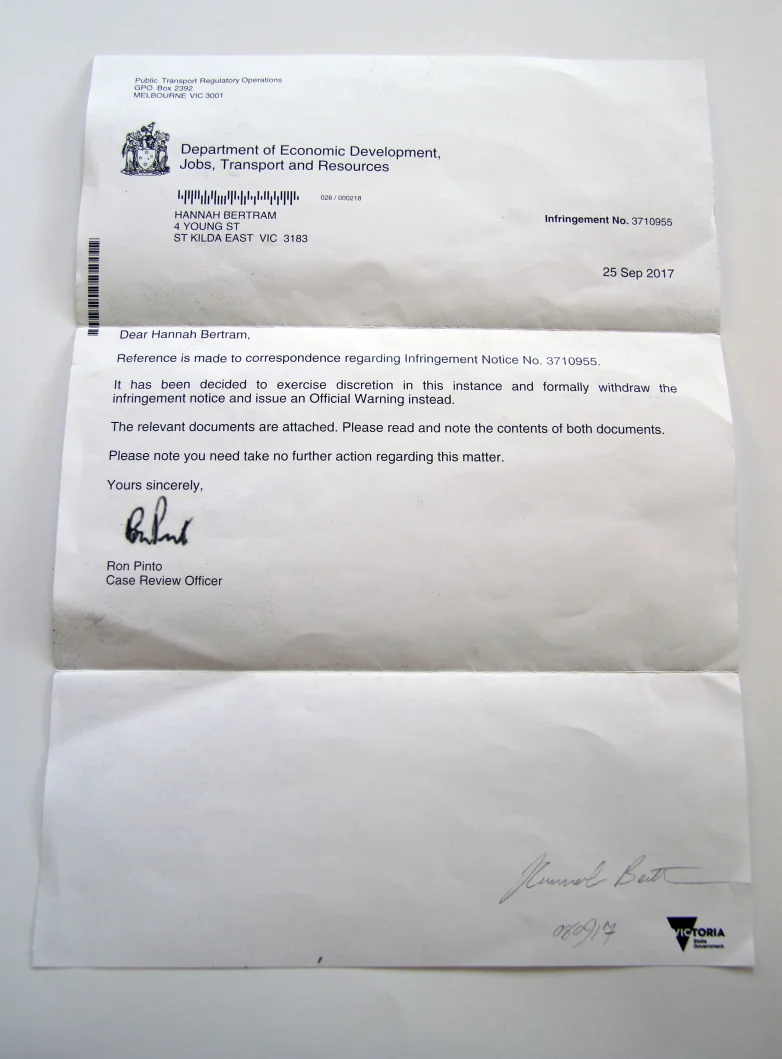 Public Transport Regulatory Operations
GPO Box 2392
MELBOURNE VIC 3001
Department of Economic Development,
Jobs, Transport and Resources
026 / 000218
HANNAH BERTRAM
4 YOUNG ST
ST KILDA EAST VIC 3183
Infringement No. 3710955
25 Sep 2017
Dear Hannah Bertram,
Reference is made to correspondence regarding Infringement Notice No. 3710955.
It has been decided to exercise discretion in this instance and formally withdraw the
infringement notice and issue an Official Warning instead.
The relevant documents are attached. Please read and note the contents of both documents.
Please note you need take no further action regarding this matter.
Yours sincerely,
Ron Pinto
Case Review Officer
VICTORIA
State
Government